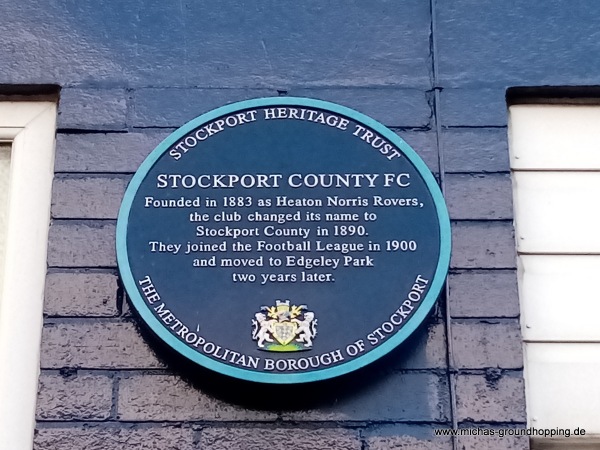 STOCKPORT HERITAGE TRUST
STOCKPORT COUNTY FC
Founded in 1883 as Heaton Norris Rovers,
the club changed its name to
Stockport County in 1890.
They joined the Football League in 1900
and moved to Edgeley Park
two years later.
THE METROPOLITAN BOROUGH OF STOCKPORT
www.michas-groundhopping.de